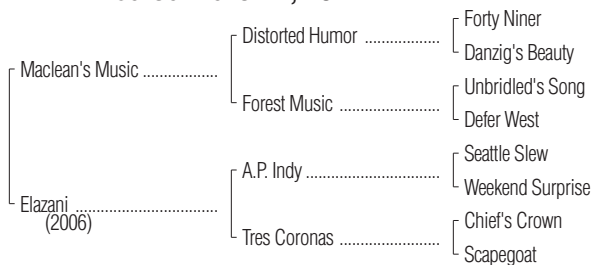 Forty Niner
Distorted Humor
Danzig's Beauty
Maclean's Music
Unbridled's Song
Forest Music
Defer West
Seattle Slew
A.P. Indy
Weekend Surprise
Elazani
(2006)
Chief's Crown
Tres Coronas
Scapegoat